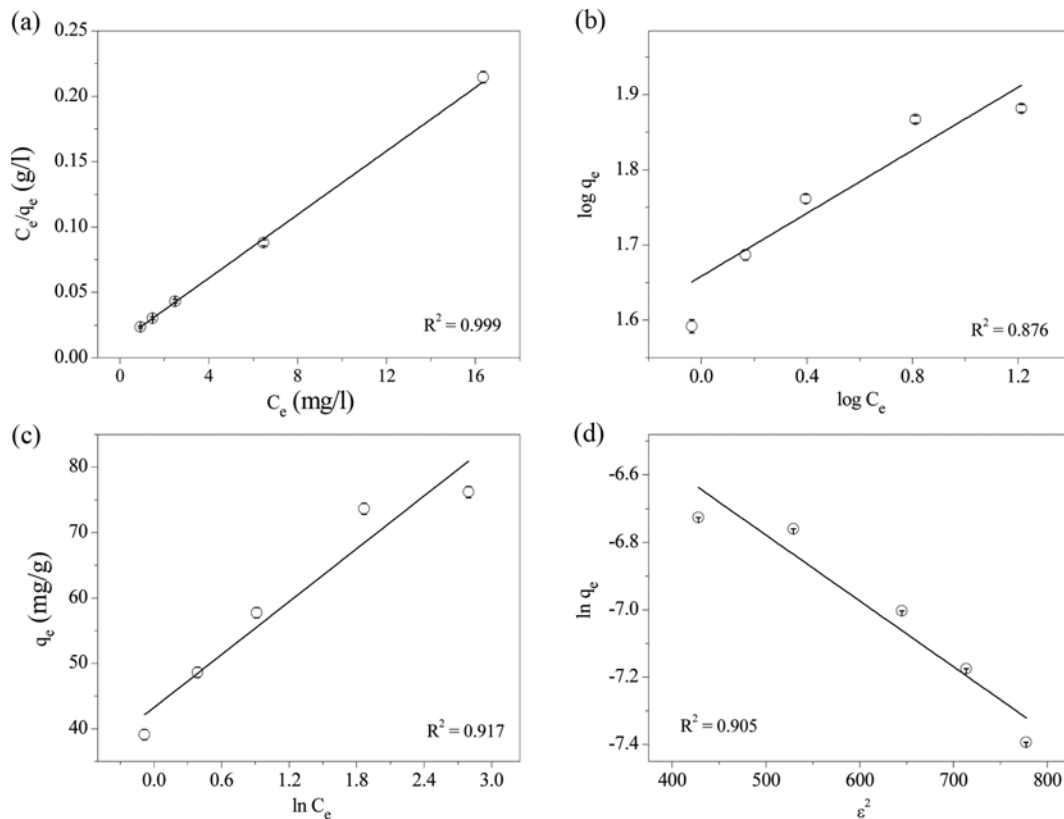 (a)
0.25
0.20
0.15
0.10
0.05
0.00
C_e/q_e (g/l)
0 4 8 12 16
C_e (mg/l)
R² = 0.999
(b)
1.9
1.8
1.7
1.6
log q_e
0.0 0.4 0.8 1.2
log C_e
R² = 0.876
(c)
80
70
60
50
40
q_e (mg/g)
0.0 0.6 1.2 1.8 2.4 3.0
ln C_e
R² = 0.917
(d)
-6.6
-6.8
-7.0
-7.2
-7.4
ln q_e
400 500 600 700 800
ε²
R² = 0.905